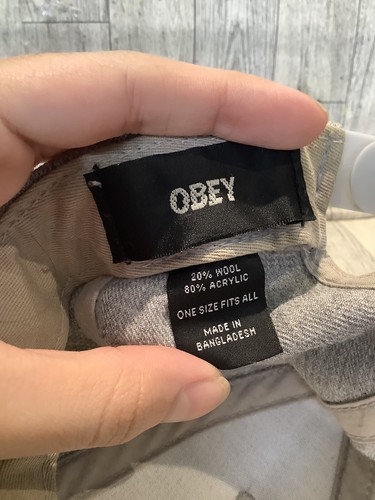 OBEY
20% WOOL
80% ACRYLIC
ONE SIZE FITS ALL
MADE IN
BANGLADESH